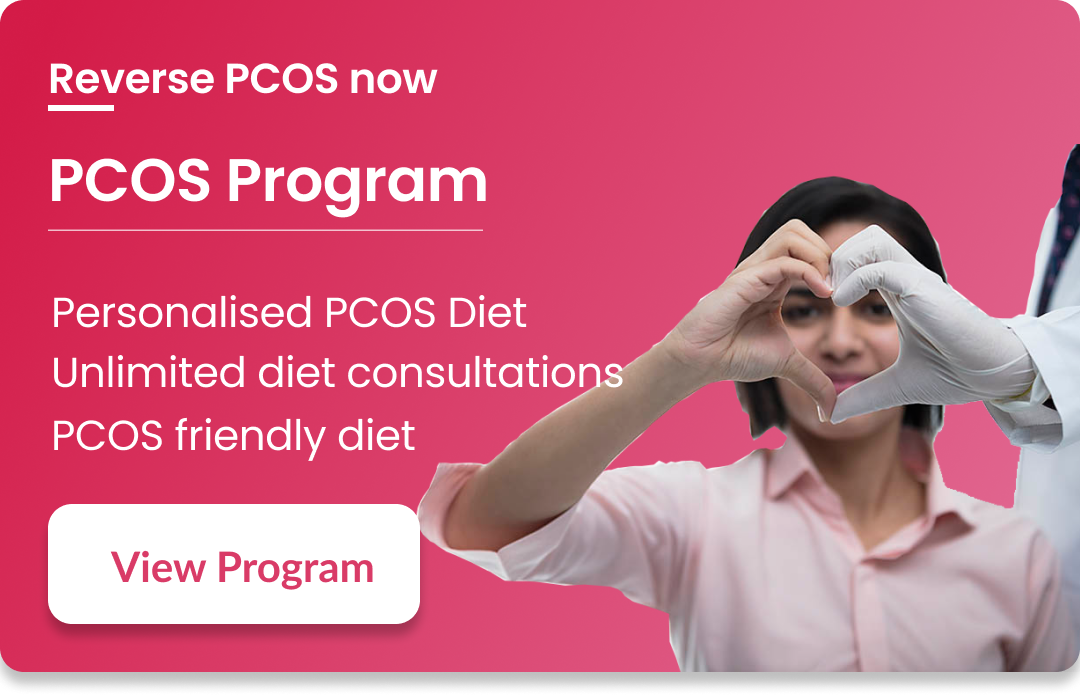 Reverse PCOS now
PCOS Program
Personalised PCOS Diet
Unlimited diet consultations
PCOS friendly diet
View Program